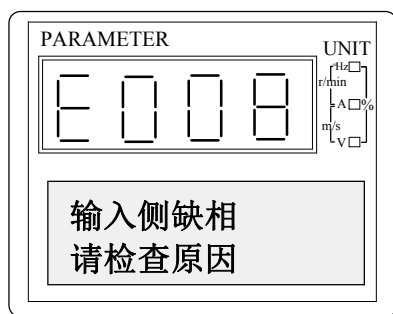 PARAMETER
UNIT
E008
Hz
r/min
A
%
m/s
V
输入侧缺相
请检查原因